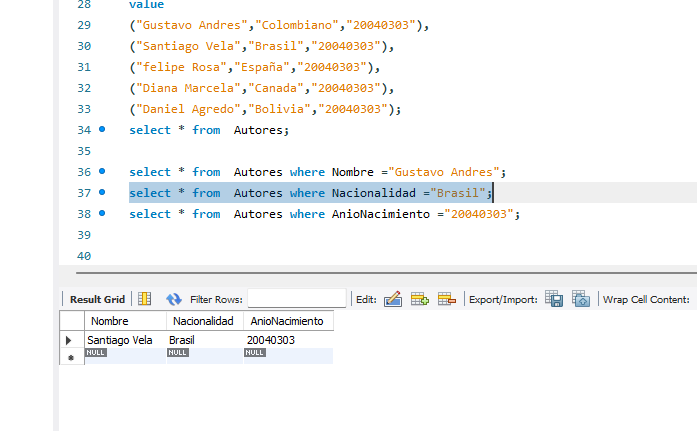 28 value
29 ("Gustavo Andres","Colombiano","20040303"),
30 ("Santiago Vela","Brasil","20040303"),
31 ("felipe Rosa","España","20040303"),
32 ("Diana Marcela","Canada","20040303"),
33 ("Daniel Agredo","Bolivia","20040303");
34 select * from  Autores;
35
36 select * from  Autores where Nombre ="Gustavo Andres";
37 select * from  Autores where Nacionalidad ="Brasil";
38 select * from  Autores where AnioNacimiento ="20040303";
39
40
Result Grid Filter Rows: Edit: Export/Import: Wrap Cell Content:
Nombre Nacionalidad AnioNacimiento
Santiago Vela Brasil 20040303
NULL NULL NULL